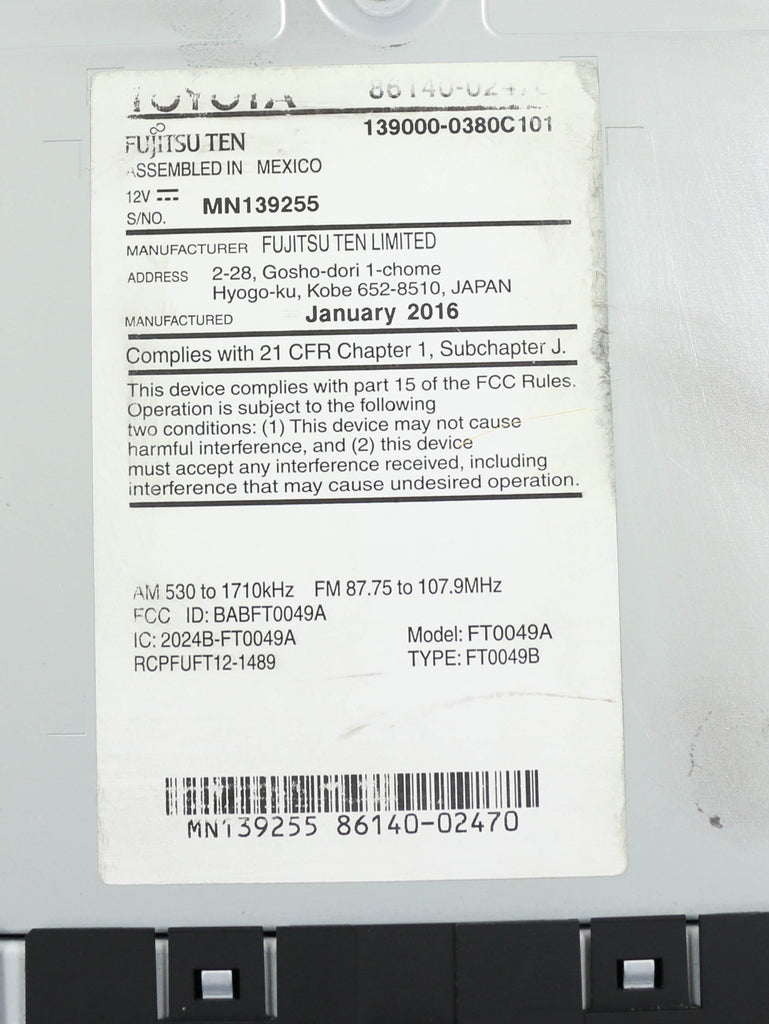 TOYOTA 86140-02470
139000-0380C101
FUJITSU TEN
ASSEMBLED IN MEXICO
12V
S/NO. MN139255
MANUFACTURER FUJITSU TEN LIMITED
ADDRESS 2-28, Gosho-dori 1-chome
Hyogo-ku, Kobe 652-8510, JAPAN
MANUFACTURED January 2016
Complies with 21 CFR Chapter 1, Subchapter J.
This device complies with part 15 of the FCC Rules.
Operation is subject to the following
two conditions: (1) This device may not cause
harmful interference, and (2) this device
must accept any interference received, including
interference that may cause undesired operation.
AM 530 to 1710kHz FM 87.75 to 107.9MHz
FCC ID: BABFT0049A
IC: 2024B-FT0049A Model: FT0049A
RCPFUFT12-1489 TYPE: FT0049B
MN139255 86140-02470